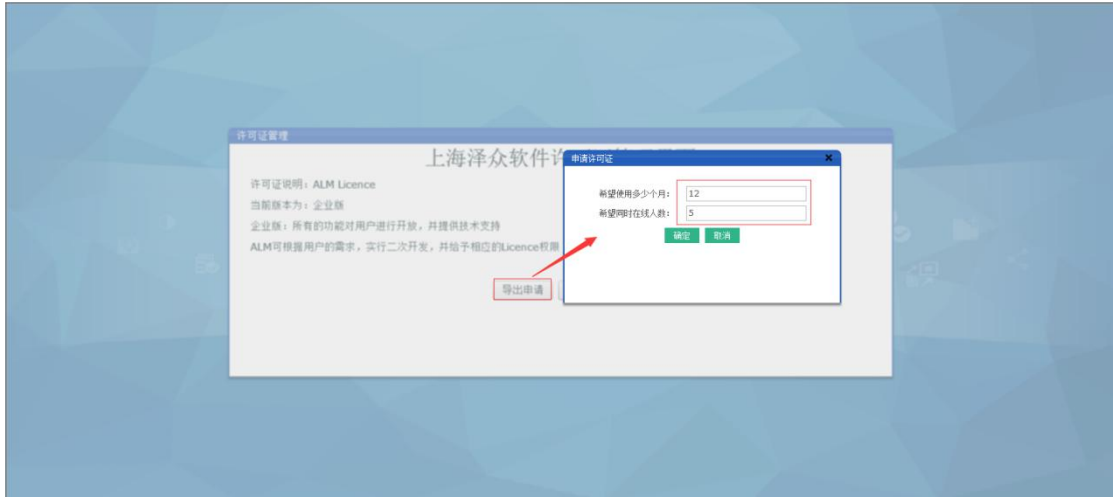 许可证管理
上海泽众软件许
许可证说明：ALM Licence
当前版本为：企业版
企业版：所有的功能对用户进行开放，并提供技术支持
ALM可根据用户的需求，实行二次开发，并给予相应的Licence权限
导出申请
申请许可证
×
希望使用多少个月：
12
希望同时在线人数：
5
确定 取消